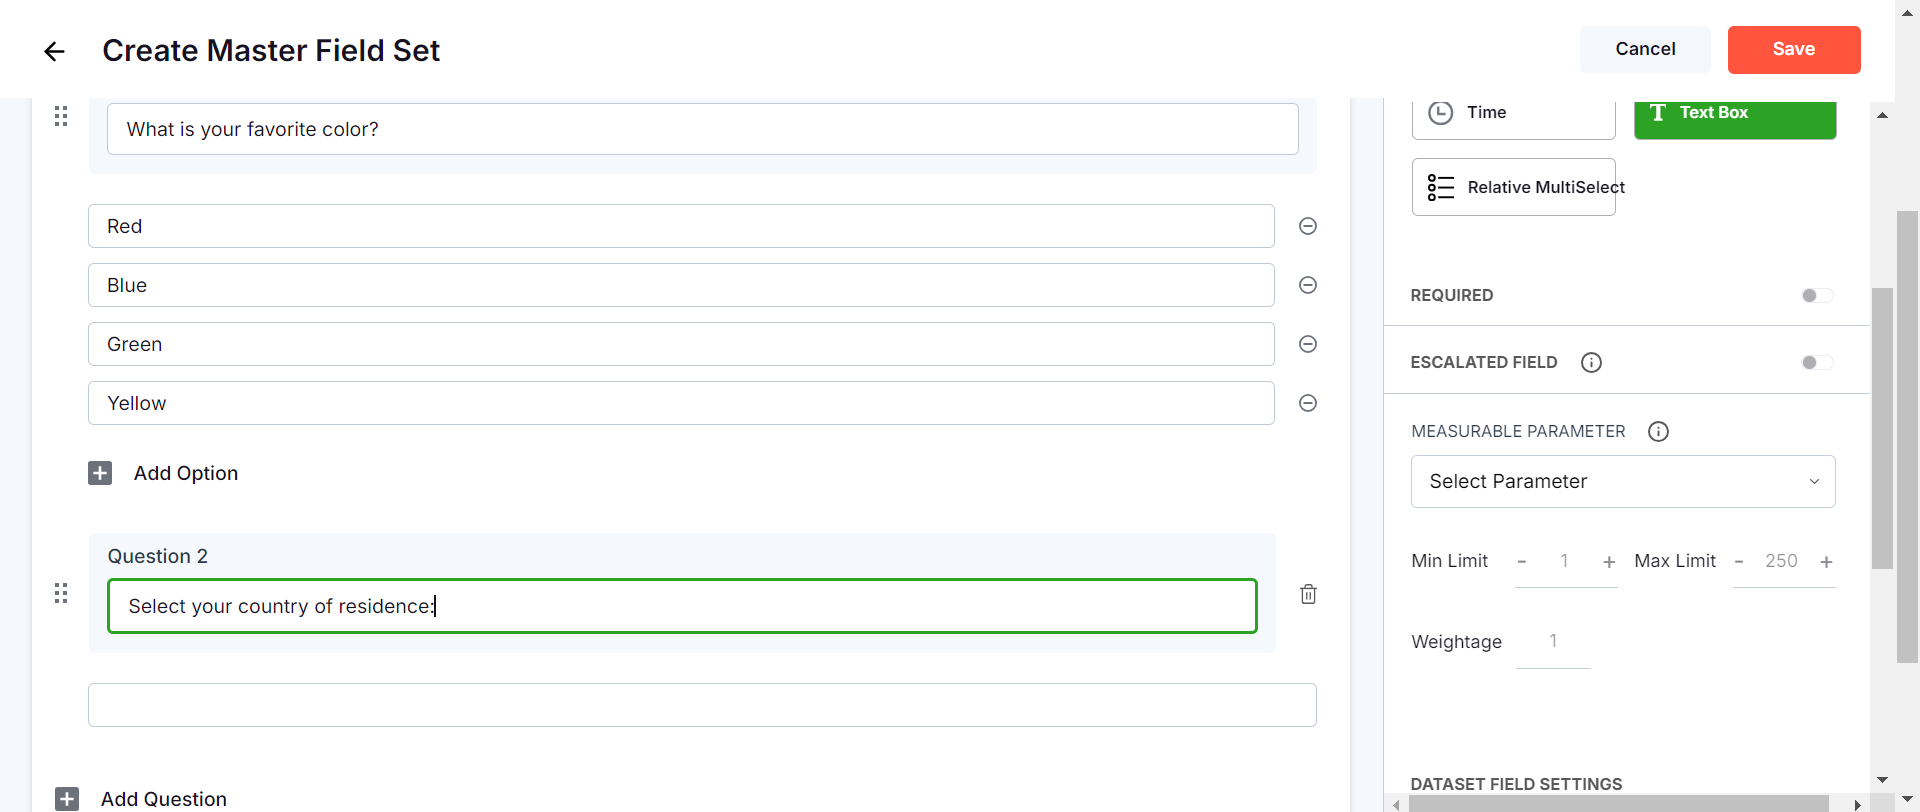 Create Master Field Set
Cancel
Save
What is your favorite color?
Red
Blue
Green
Yellow
Add Option
Question 2
Select your country of residence:
Add Question
Time
Text Box
Relative MultiSelect
REQUIRED
ESCALATED FIELD
MEASURABLE PARAMETER
Select Parameter
Min Limit - 1 + Max Limit - 250 +
Weightage 1
DATASET FIELD SETTINGS